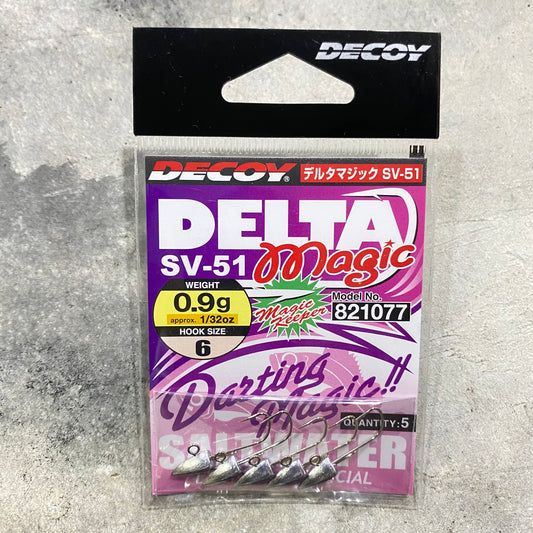 DECOY
DECOY® デルタマジック SV-51
DELTA
SV-51 Magic
WEIGHT
0.9g
approx. 1/32oz
HOOK SIZE
6
Magic Keeper
Model No.
821077
Darting
Magic!!
QUANTITY:5
SALTWATER